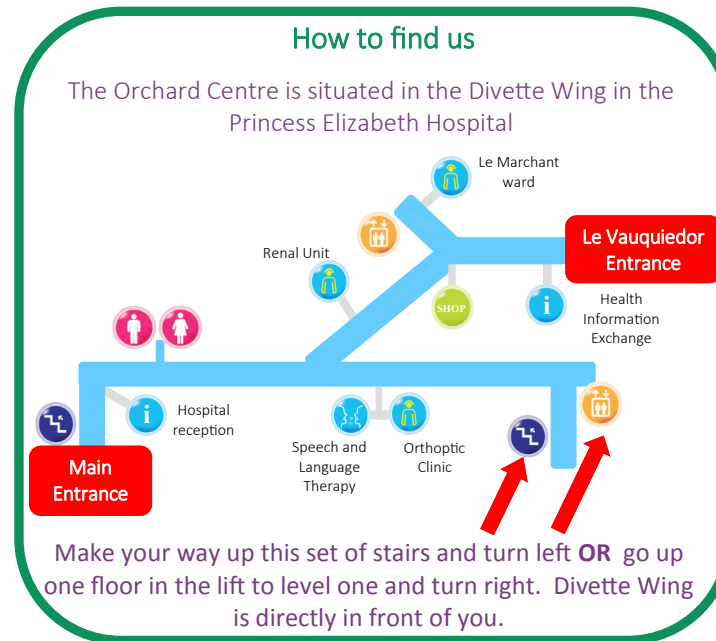 How to find us
The Orchard Centre is situated in the Divette Wing in the
Princess Elizabeth Hospital
Le Marchant
ward
Renal Unit
Le Vauquiedor
Entrance
SHOP
i
Health
Information
Exchange
i
Hospital
reception
Speech and
Language
Therapy
Orthoptic
Clinic
Main
Entrance
Make your way up this set of stairs and turn left OR go up
one floor in the lift to level one and turn right. Divette Wing
is directly in front of you.